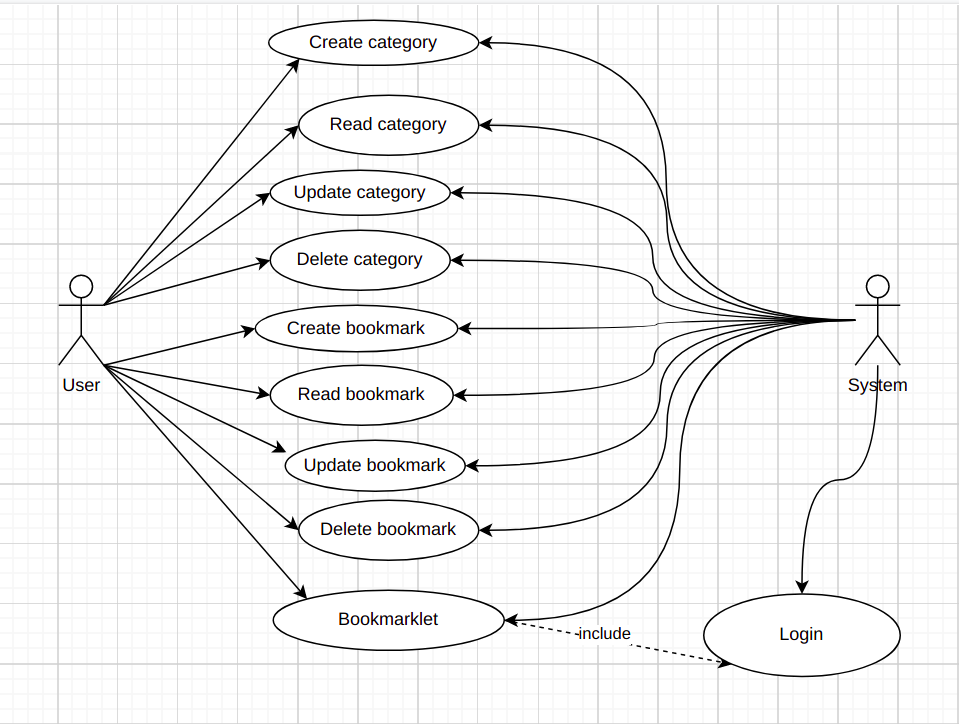 Create category
Read category
Update category
Delete category
Create bookmark
Read bookmark
Update bookmark
Delete bookmark
Bookmarklet
User
System
include
Login